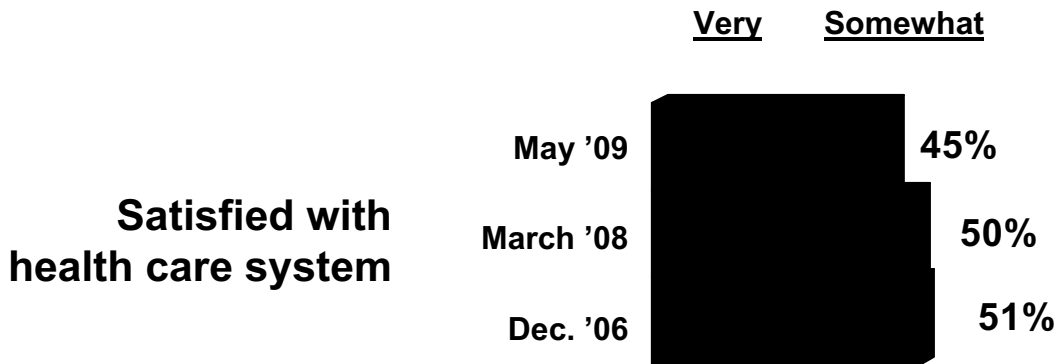 Very Somewhat
May ’09 45%
Satisfied with
health care system
March ’08 50%
Dec. ’06 51%